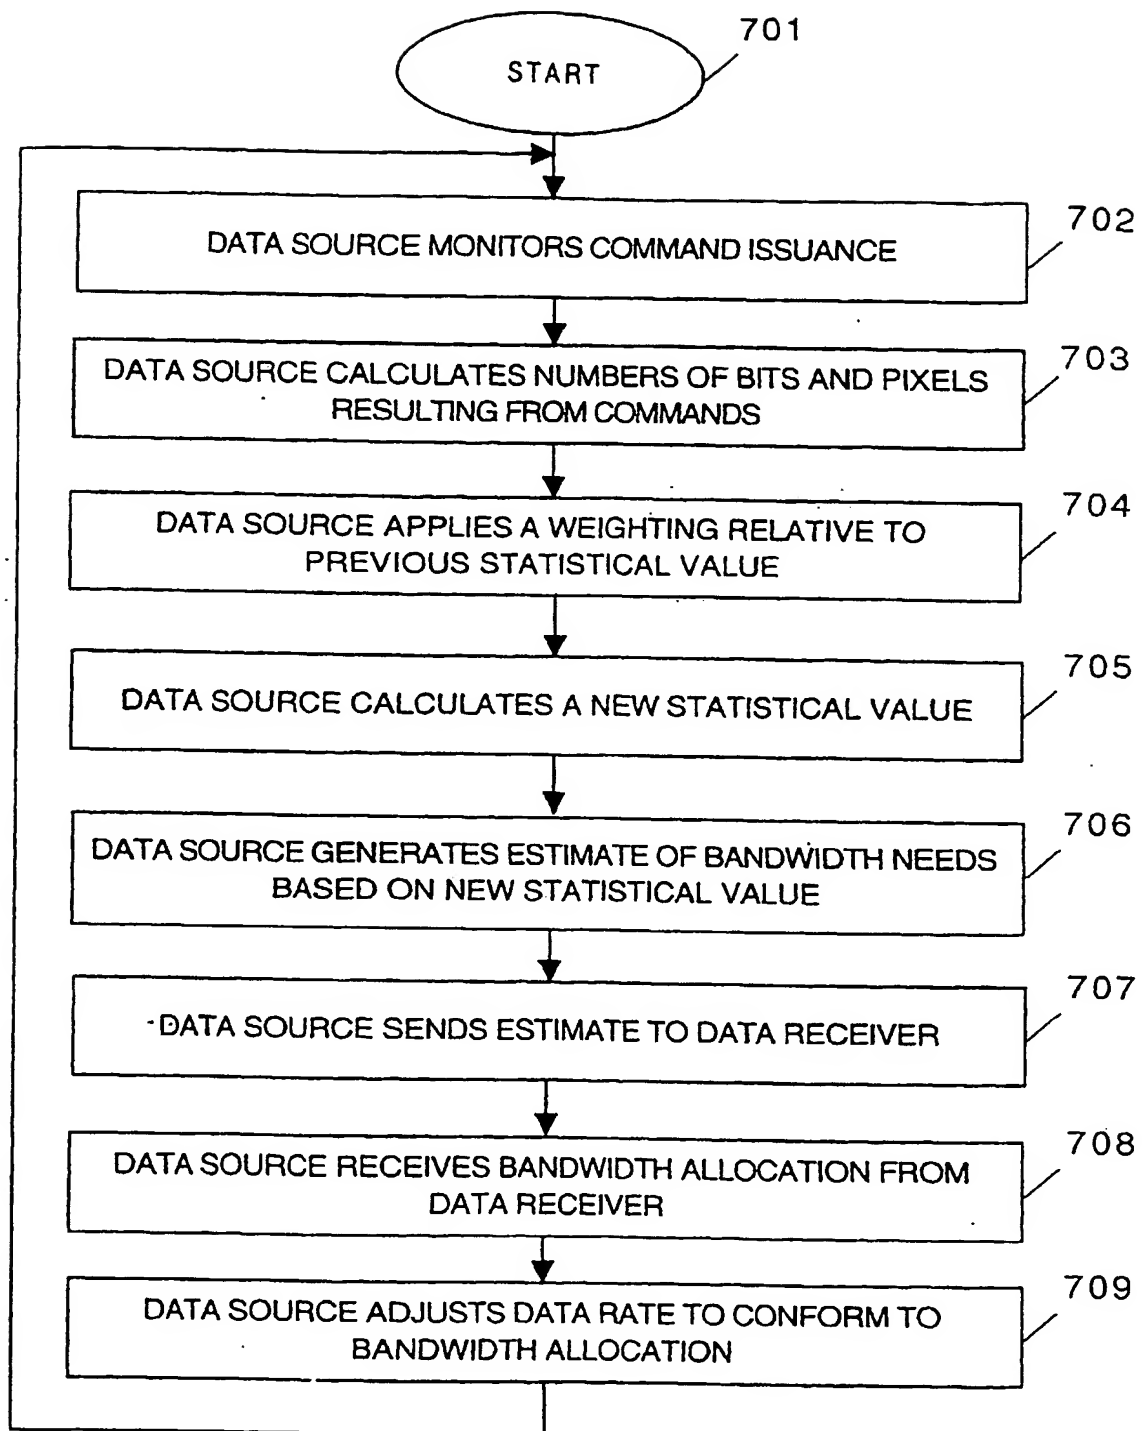 701
START
702
DATA SOURCE MONITORS COMMAND ISSUANCE
703
DATA SOURCE CALCULATES NUMBERS OF BITS AND PIXELS
RESULTING FROM COMMANDS
704
DATA SOURCE APPLIES A WEIGHTING RELATIVE TO
PREVIOUS STATISTICAL VALUE
705
DATA SOURCE CALCULATES A NEW STATISTICAL VALUE
706
DATA SOURCE GENERATES ESTIMATE OF BANDWIDTH NEEDS
BASED ON NEW STATISTICAL VALUE
707
DATA SOURCE SENDS ESTIMATE TO DATA RECEIVER
708
DATA SOURCE RECEIVES BANDWIDTH ALLOCATION FROM
DATA RECEIVER
709
DATA SOURCE ADJUSTS DATA RATE TO CONFORM TO
BANDWIDTH ALLOCATION